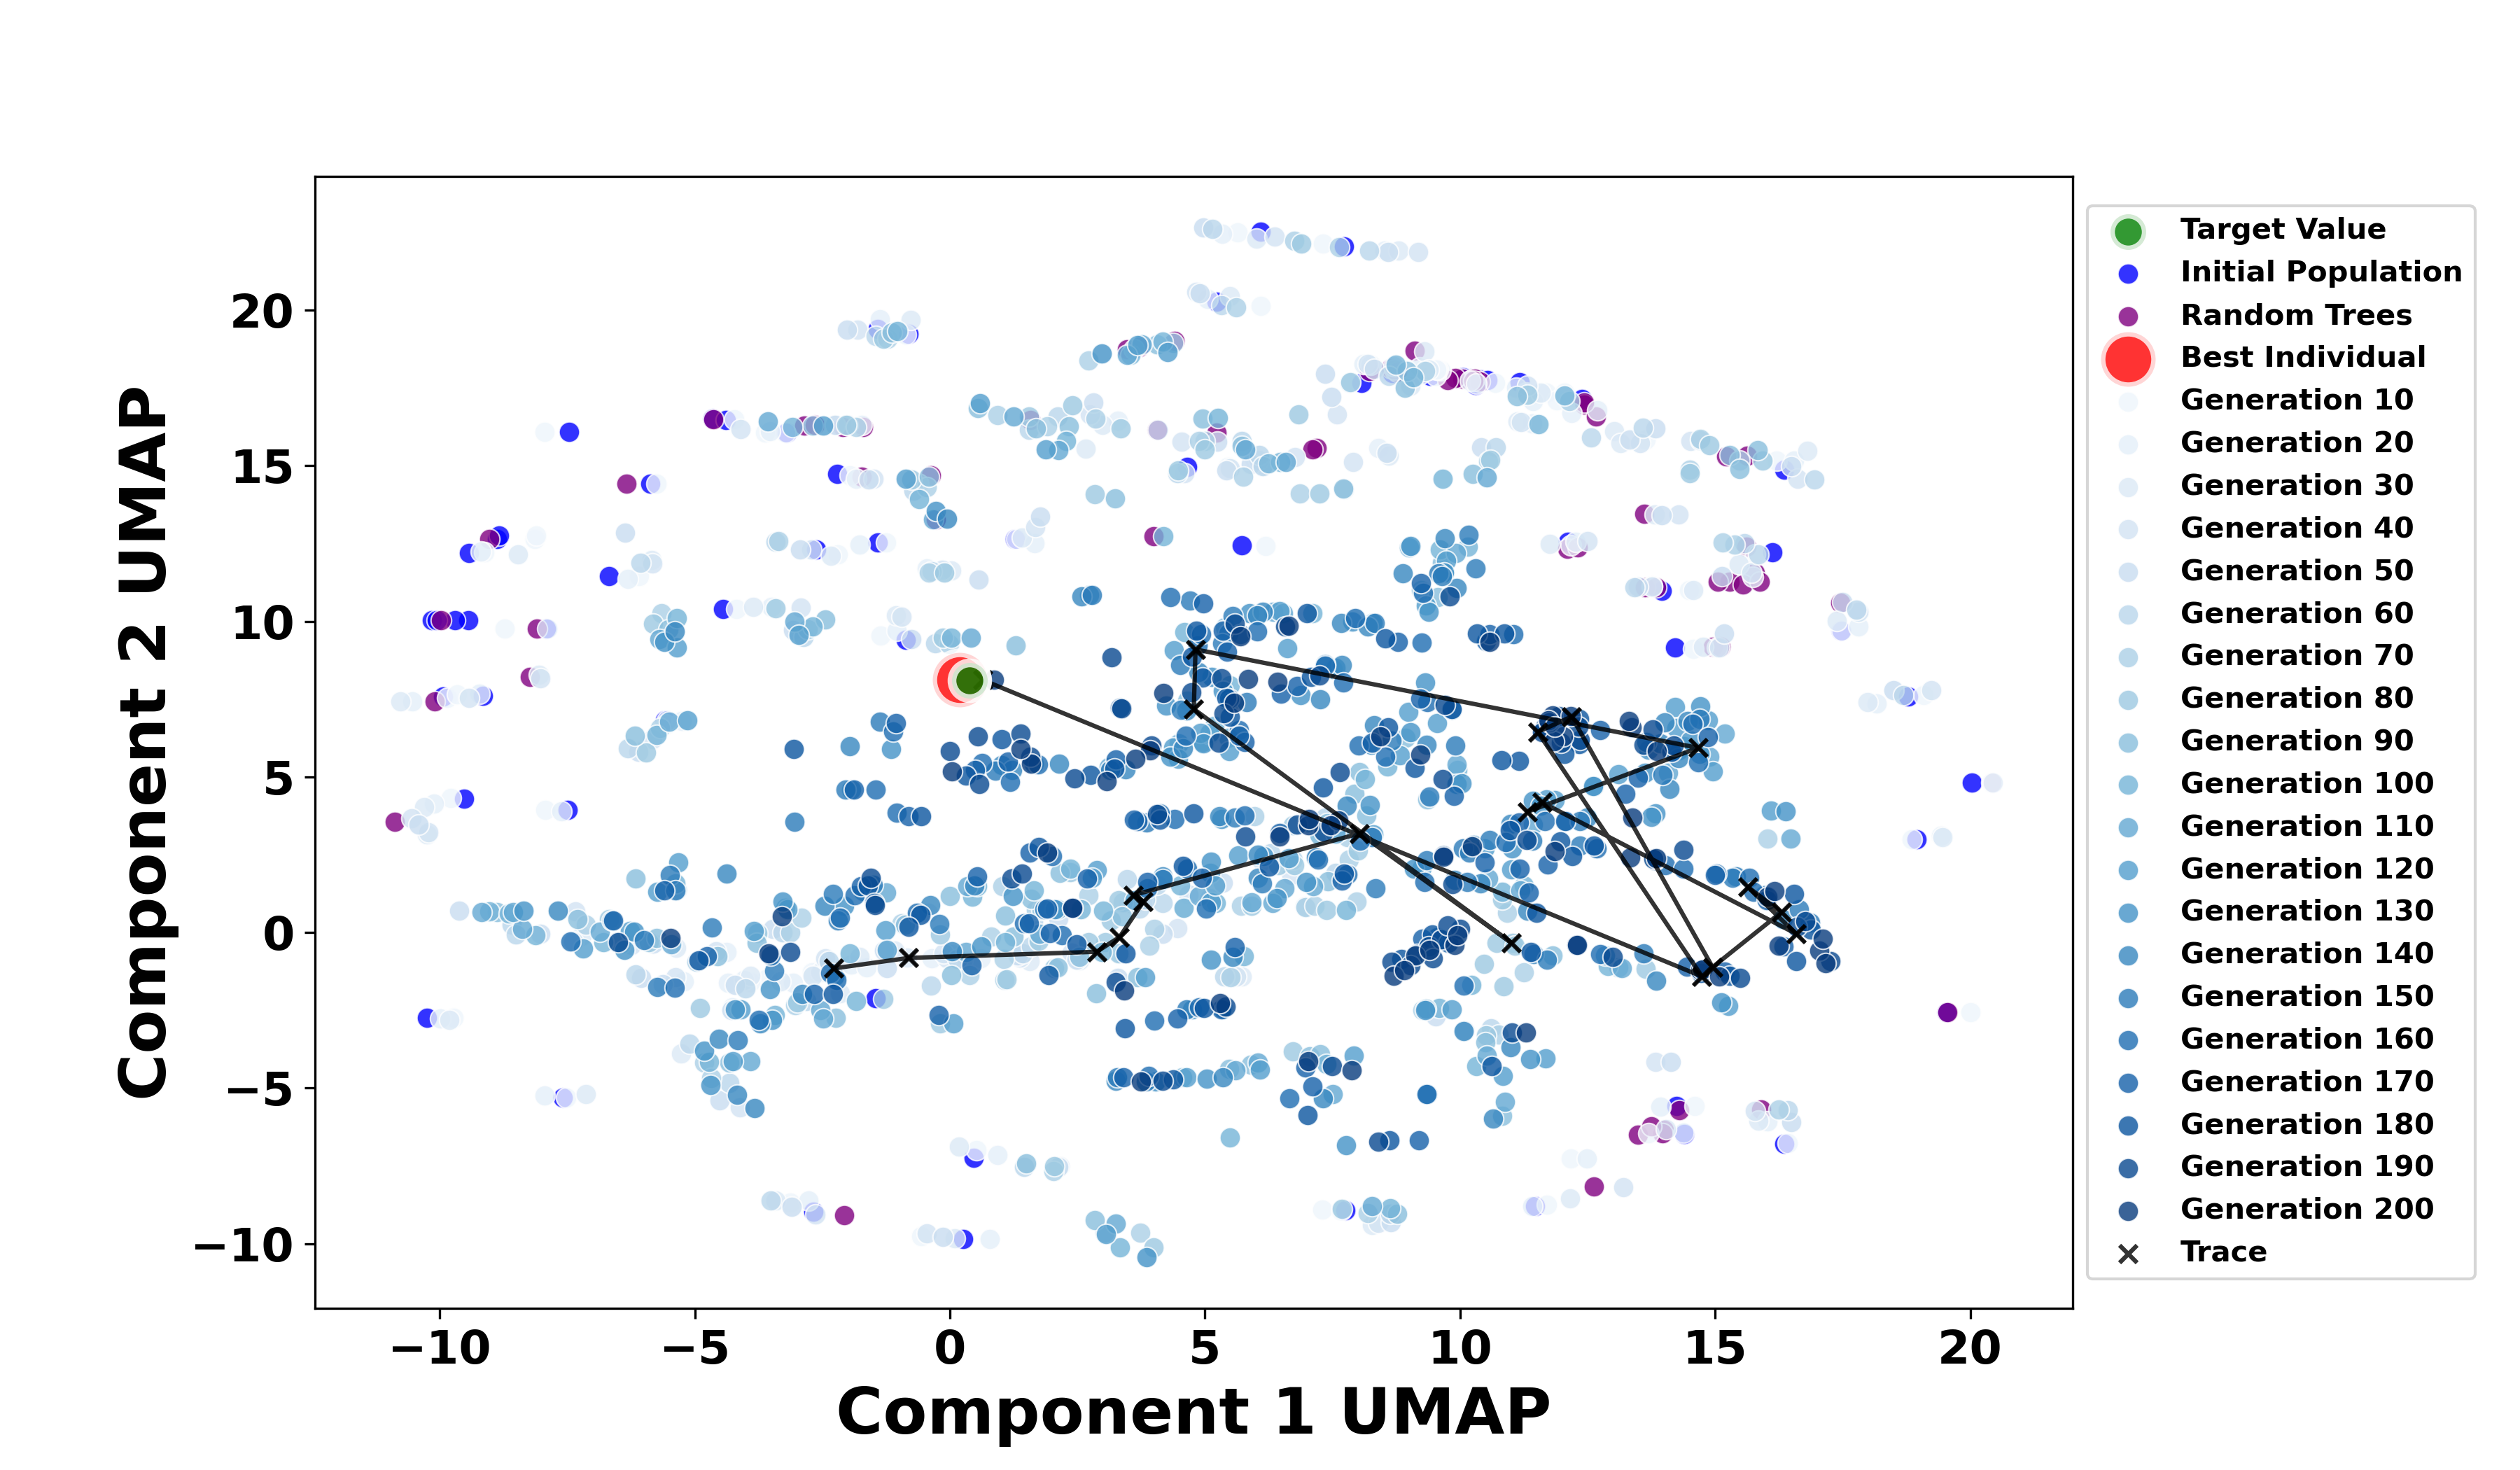 Component 2 UMAP
20
15
10
5
0
−5
−10
−10
−5
0
5
10
15
20
Component 1 UMAP
Target Value
Initial Population
Random Trees
Best Individual
Generation 10
Generation 20
Generation 30
Generation 40
Generation 50
Generation 60
Generation 70
Generation 80
Generation 90
Generation 100
Generation 110
Generation 120
Generation 130
Generation 140
Generation 150
Generation 160
Generation 170
Generation 180
Generation 190
Generation 200
Trace